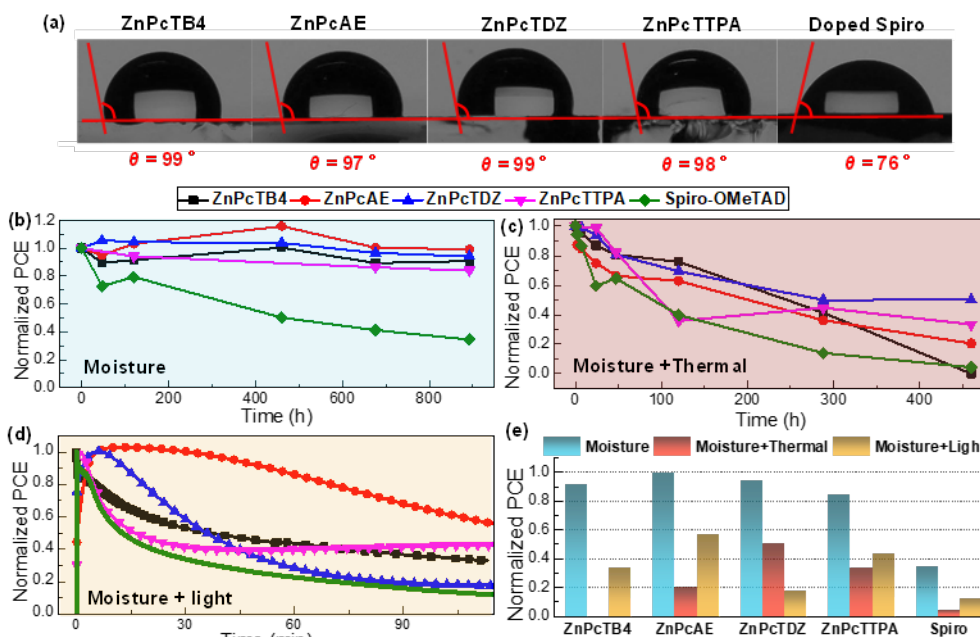 (a) ZnPcTB4 ZnPcAE ZnPcTDZ ZnPcTTPA Doped Spiro
θ = 99 ° θ = 97 ° θ = 99 ° θ = 98 ° θ = 76 °
ZnPcTB4 ZnPcAE ZnPcTDZ ZnPcTTPA Spiro-OMeTAD
(b)
Normalized PCE
1.2
1.0
0.8
0.6
0.4
0.2
0.0
Moisture
0 200 400 600 800
Time (h)
(c)
Normalized PCE
1.0
0.8
0.6
0.4
0.2
0.0
Moisture +Thermal
0 100 200 300 400
Time (h)
(d)
Normalized PCE
1.0
0.8
0.6
0.4
0.2
0.0
Moisture + light
0 30 60 90
Time (min)
(e)
Moisture Moisture+Thermal Moisture+Light
Normalized PCE
1.0
0.8
0.6
0.4
0.2
0.0
ZnPcTB4 ZnPcAE ZnPcTDZ ZnPcTTPA Spiro